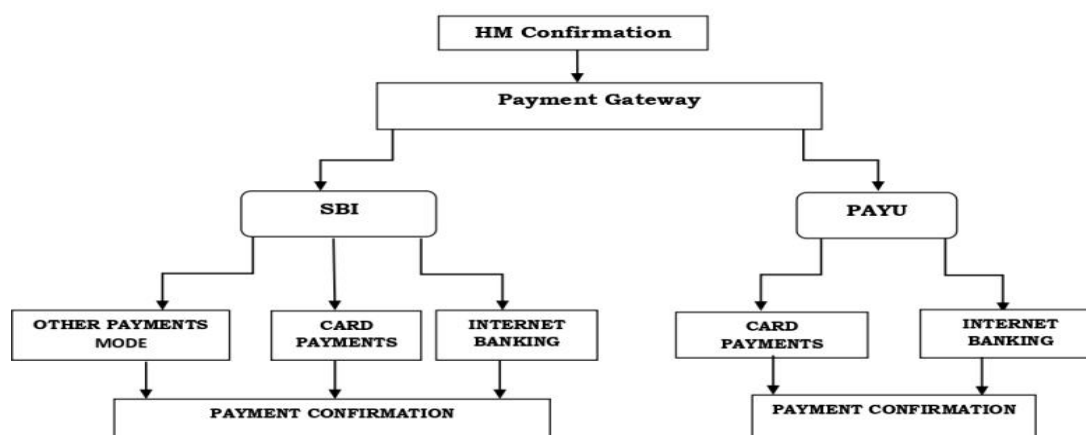 HM Confirmation
Payment Gateway
SBI
PAYU
OTHER PAYMENTS
MODE
CARD
PAYMENTS
INTERNET
BANKING
CARD
PAYMENTS
INTERNET
BANKING
PAYMENT CONFIRMATION
PAYMENT CONFIRMATION